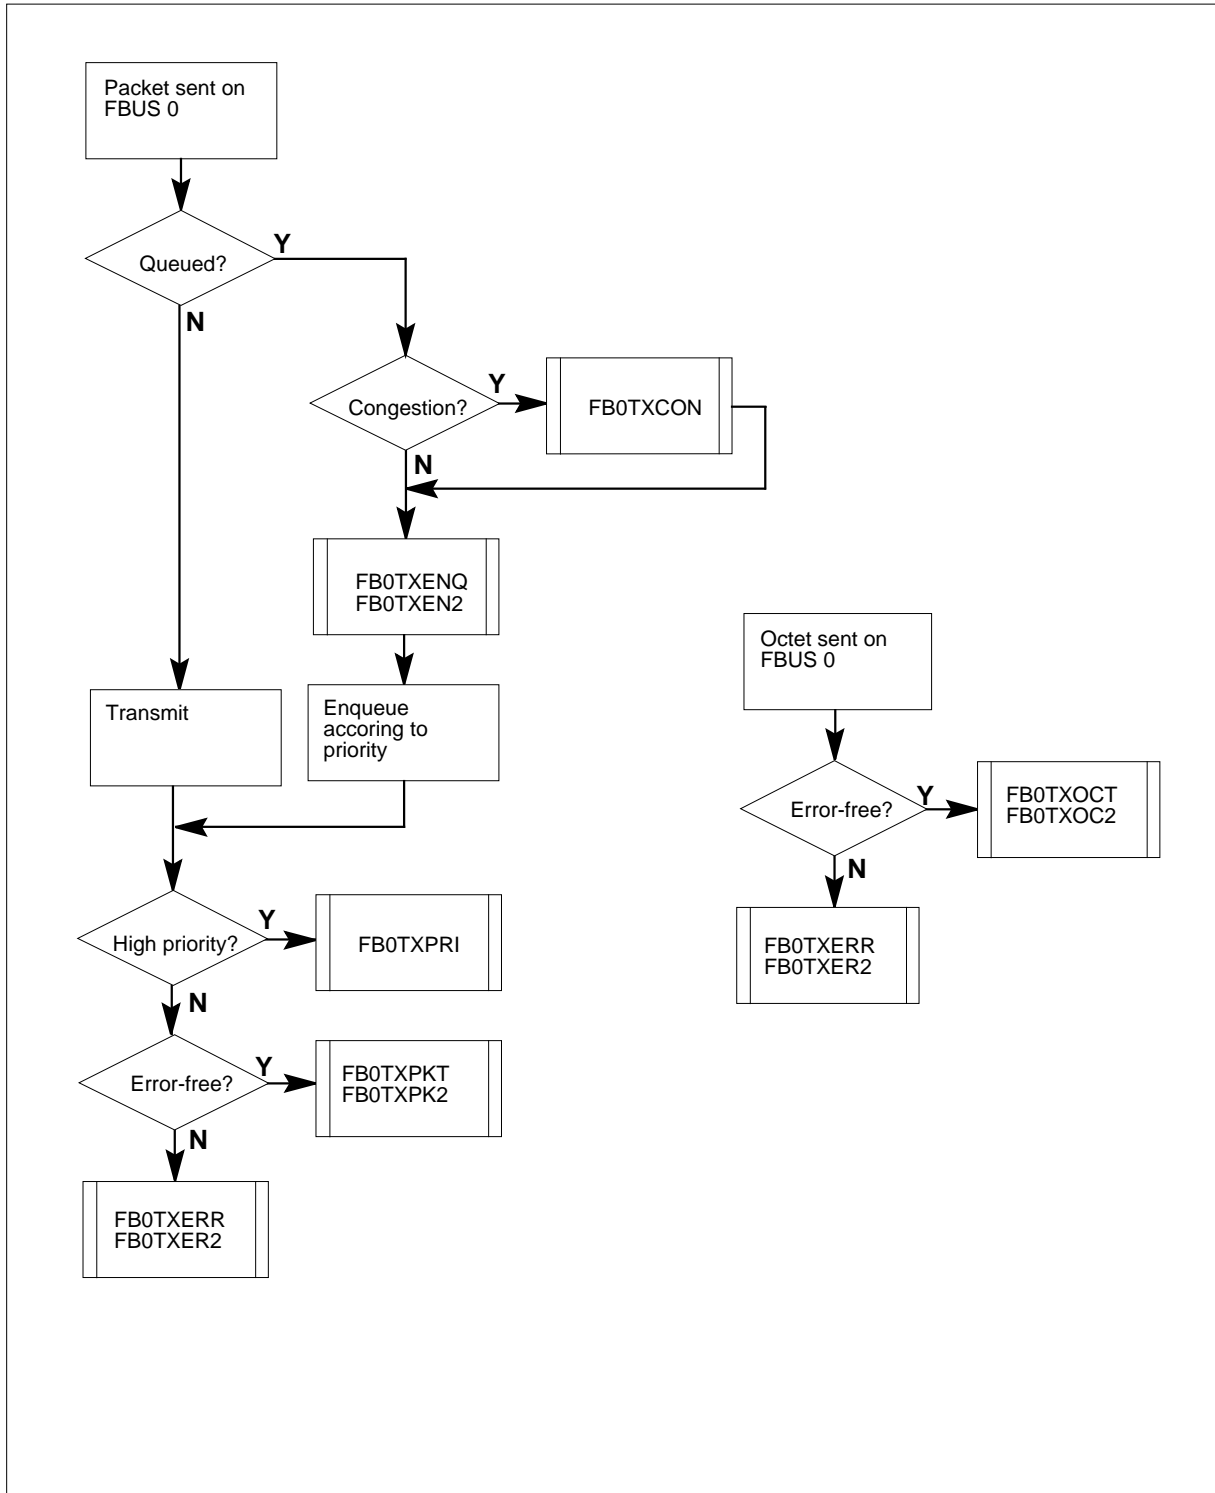 Packet sent on
FBUS 0
Queued?
Y
N
Congestion?
Y
FB0TXCON
N
FB0TXENQ
FB0TXEN2
Transmit
Enqueue
accoring to
priority
High priority?
Y
FB0TXPRI
N
Error-free?
Y
FB0TXPKT
FB0TXPK2
N
FB0TXERR
FB0TXER2
Octet sent on
FBUS 0
Error-free?
Y
FB0TXOCT
FB0TXOC2
N
FB0TXERR
FB0TXER2